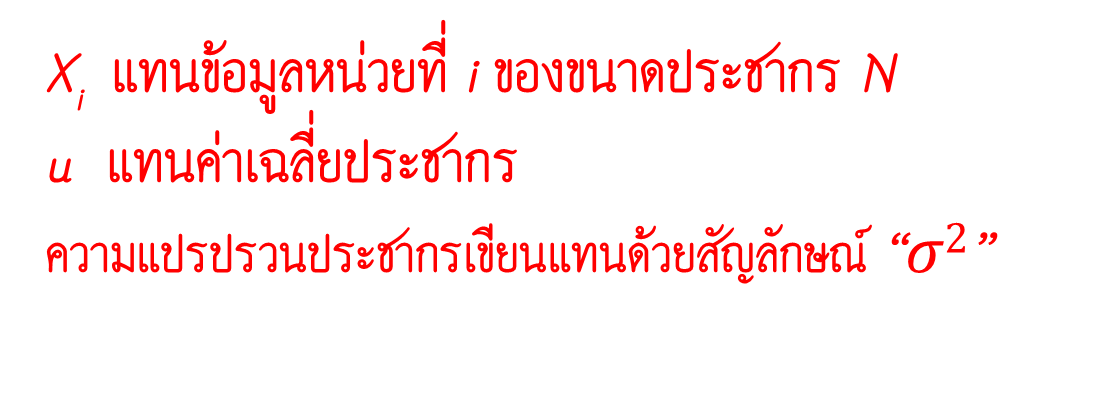 Xᵢ แทนข้อมูลหน่วยที่ i ของขนาดประชากร N
u แทนค่าเฉลี่ยประชากร
ความแปรปรวนประชากรเขียนแทนด้วยสัญลักษณ์ “σ²”